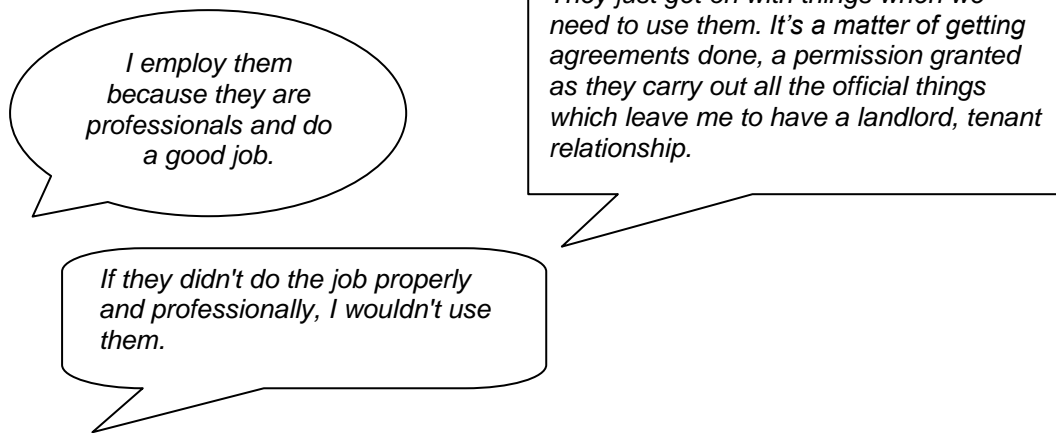 I employ them
because they are
professionals and do
a good job.
They just get on with things when we
need to use them. It’s a matter of getting
agreements done, a permission granted
as they carry out all the official things
which leave me to have a landlord, tenant
relationship.
If they didn't do the job properly
and professionally, I wouldn't use
them.